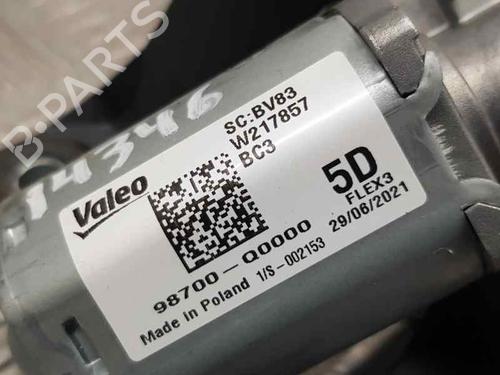 B-PARTS
14346
Valeo
SC:BV83
W217857
BC3
5D
FLEX3
29/06/2021
98700-Q0000
Made in Poland 1/S-002153